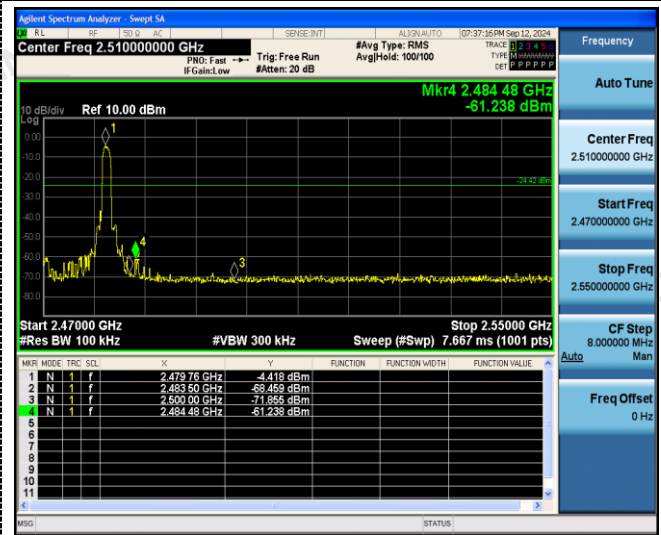 Agilent Spectrum Analyzer - Swept SA
RL RF 50 Ω AC SENSE:INT ALIGNAUTO 07:37:16PM Sep 12, 2024
Center Freq 2.510000000 GHz #Avg Type: RMS TRACE 1 2 3 4 5 6
PNO: Fast Trig: Free Run Avg|Hold: 100/100 TYPE
IFGain:Low #Atten: 20 dB DET P P P P P P
Frequency
Mkr4 2.484 48 GHz
10 dB/div Ref 10.00 dBm -61.238 dBm
Log
0.00
-10.0
-20.0
-24.42 dBm
-30.0
-40.0
-50.0
-60.0
-70.0
-80.0
1
4
3
Start 2.47000 GHz Stop 2.55000 GHz
#Res BW 100 kHz #VBW 300 kHz Sweep (#Swp) 7.667 ms (1001 pts)
MKR MODE TRC SCL X Y FUNCTION FUNCTION WIDTH FUNCTION VALUE
1 N 1 f 2.479 76 GHz -4.418 dBm
2 N 1 f 2.483 50 GHz -68.459 dBm
3 N 1 f 2.500 00 GHz -71.855 dBm
4 N 1 f 2.484 48 GHz -61.238 dBm
5
6
7
8
9
10
11
MSG STATUS
Auto Tune
Center Freq
2.510000000 GHz
Start Freq
2.470000000 GHz
Stop Freq
2.550000000 GHz
CF Step
8.000000 MHz
Auto Man
Freq Offset
0 Hz